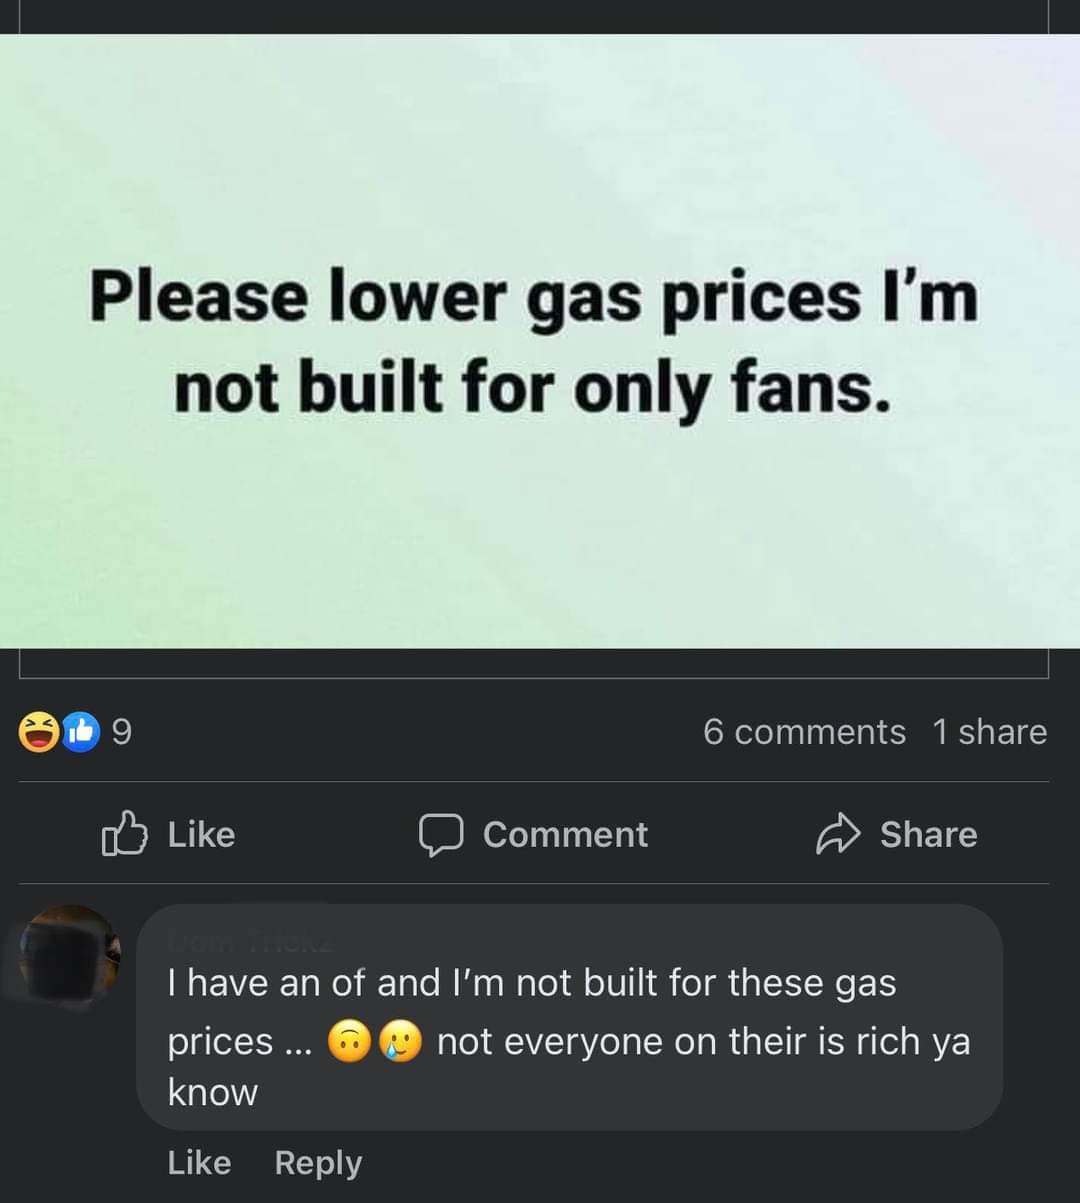 Please lower gas prices I'm
not built for only fans.
9
6 comments 1 share
Like
Comment
Share
I have an of and I'm not built for these gas
prices ... 🙃🥲 not everyone on their is rich ya
know
Like Reply